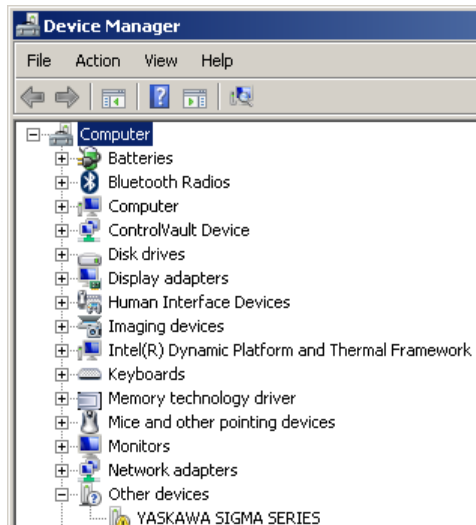 Device Manager
File Action View Help
Computer
Batteries
Bluetooth Radios
Computer
ControlVault Device
Disk drives
Display adapters
Human Interface Devices
Imaging devices
Intel(R) Dynamic Platform and Thermal Framework
Keyboards
Memory technology driver
Mice and other pointing devices
Monitors
Network adapters
Other devices
YASKAWA SIGMA SERIES